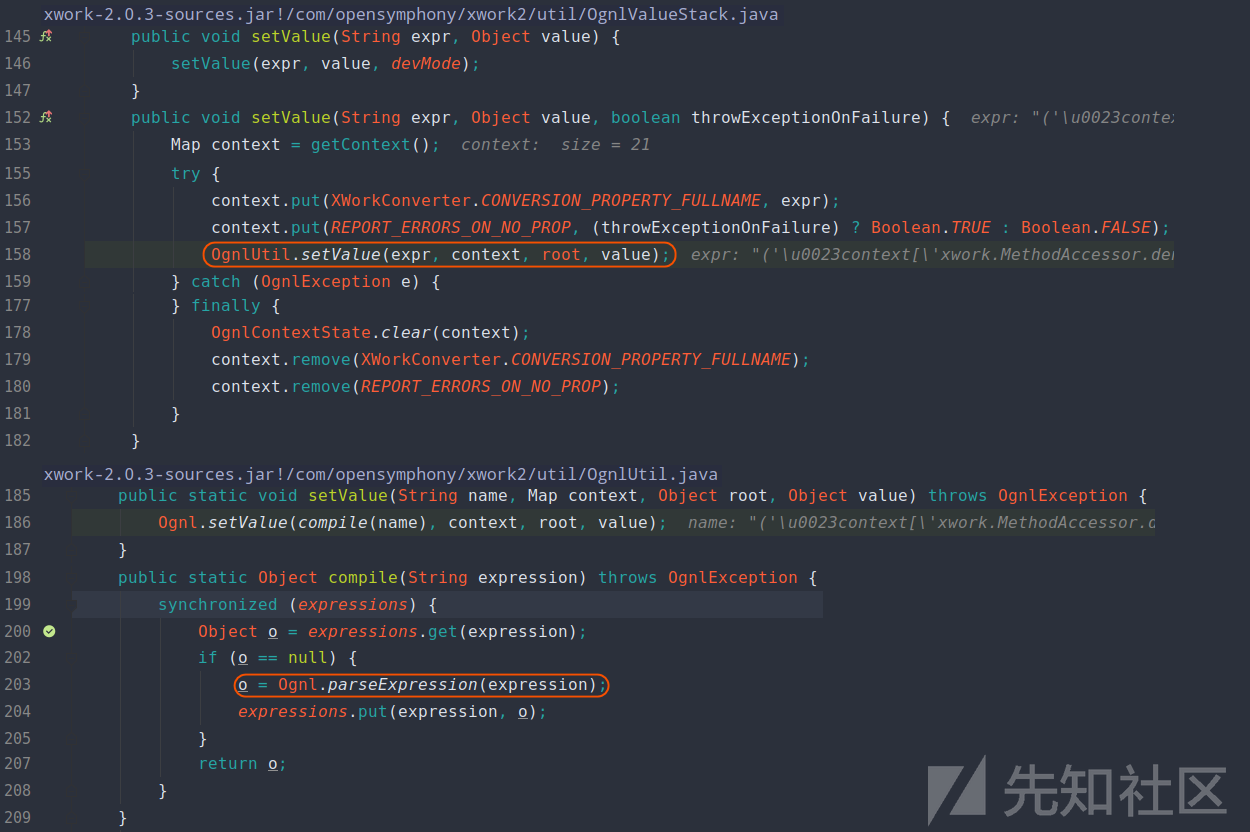 xwork-2.0.3-sources.jar!/com/opensymphony/xwork2/util/OgnlValueStack.java
145 public void setValue(String expr, Object value) {
146 setValue(expr, value, devMode);
147 }
152 public void setValue(String expr, Object value, boolean throwExceptionOnFailure) { expr: "('\u0023contex
153 Map context = getContext(); context: size = 21
155 try {
156 context.put(XWorkConverter.CONVERSION_PROPERTY_FULLNAME, expr);
157 context.put(REPORT_ERRORS_ON_NO_PROP, (throwExceptionOnFailure) ? Boolean.TRUE : Boolean.FALSE);
158 OgnlUtil.setValue(expr, context, root, value); expr: "('\u0023context[\'xwork.MethodAccessor.den
159 } catch (OgnlException e) {
177 } finally {
178 OgnlContextState.clear(context);
179 context.remove(XWorkConverter.CONVERSION_PROPERTY_FULLNAME);
180 context.remove(REPORT_ERRORS_ON_NO_PROP);
181 }
182 }
xwork-2.0.3-sources.jar!/com/opensymphony/xwork2/util/OgnlUtil.java
185 public static void setValue(String name, Map context, Object root, Object value) throws OgnlException {
186 Ognl.setValue(compile(name), context, root, value); name: "('\u0023context[\'xwork.MethodAccessor.d
187 }
198 public static Object compile(String expression) throws OgnlException {
199 synchronized (expressions) {
200 Object o = expressions.get(expression);
202 if (o == null) {
203 o = Ognl.parseExpression(expression);
204 expressions.put(expression, o);
205 }
207 return o;
208 }
209 }
先知社区